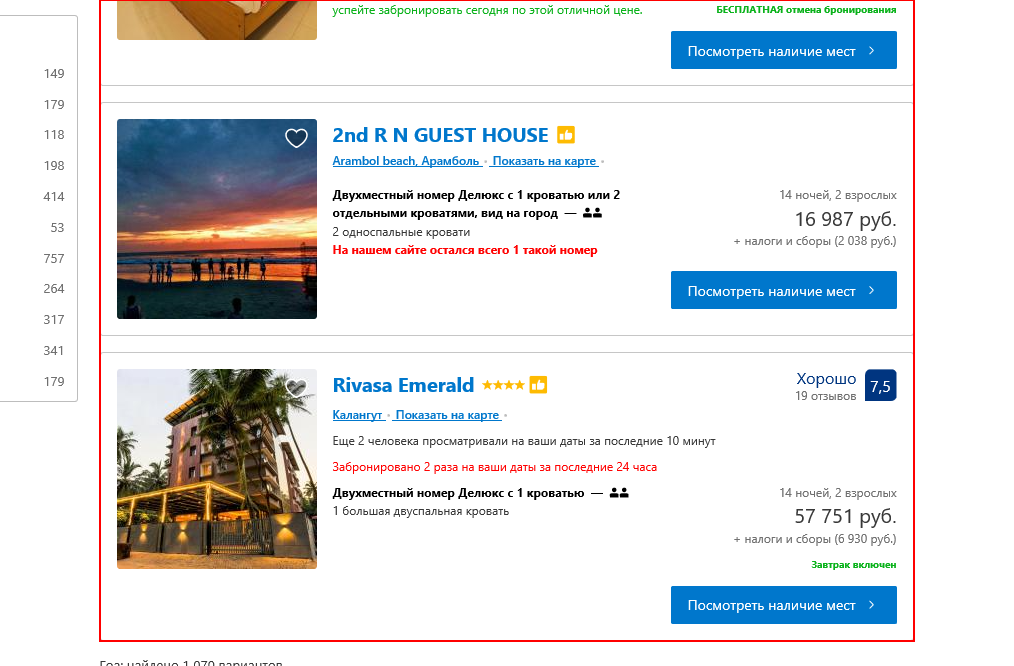 успейте забронировать сегодня по этой отличной цене.
БЕСПЛАТНАЯ отмена бронирования
Посмотреть наличие мест
149
179
118
198
414
53
757
264
317
341
179
2nd R N GUEST HOUSE
Arambol beach, Арамболь • Показать на карте •
Двухместный номер Делюкс с 1 кроватью или 2
отдельными кроватями, вид на город —
2 односпальные кровати
На нашем сайте остался всего 1 такой номер
14 ночей, 2 взрослых
16 987 руб.
+ налоги и сборы (2 038 руб.)
Посмотреть наличие мест
Rivasa Emerald
Калангут • Показать на карте •
Хорошо
19 отзывов
7,5
Еще 2 человека просматривали на ваши даты за последние 10 минут
Забронировано 2 раза на ваши даты за последние 24 часа
Двухместный номер Делюкс с 1 кроватью —
1 большая двуспальная кровать
14 ночей, 2 взрослых
57 751 руб.
+ налоги и сборы (6 930 руб.)
Завтрак включен
Посмотреть наличие мест
Гоа: найдено 1 070 вариантов